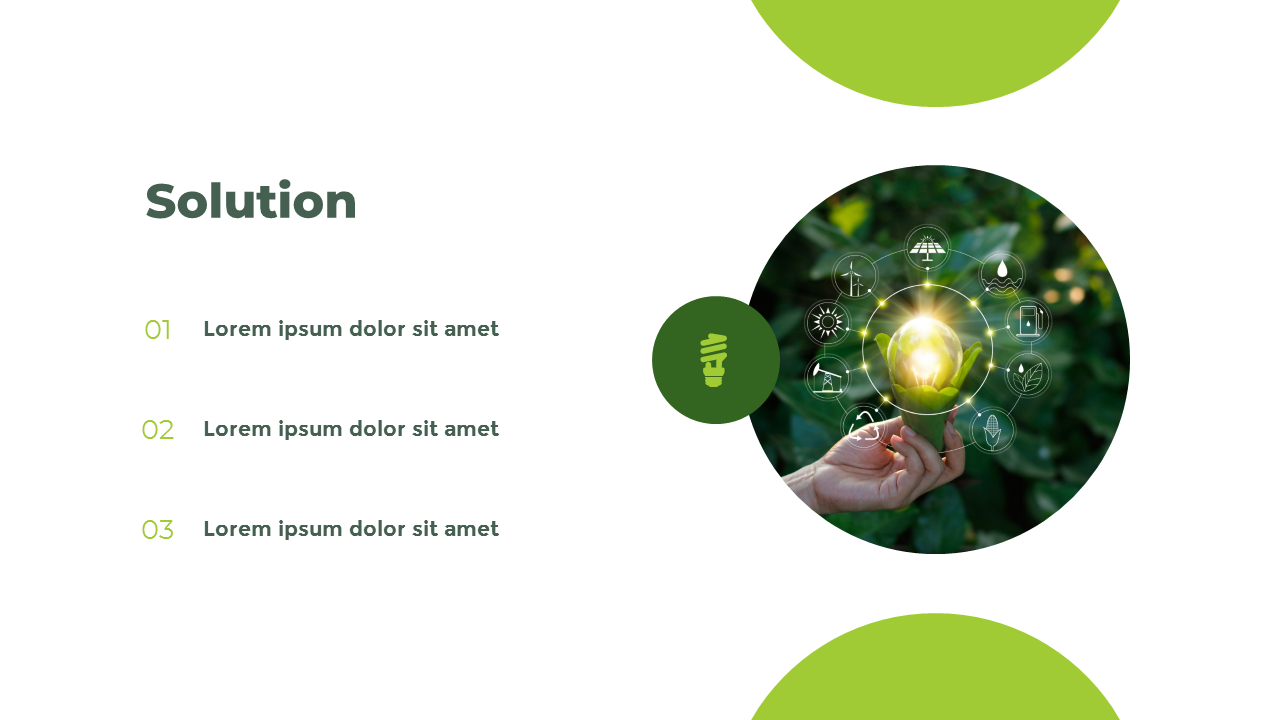 Solution
01 Lorem ipsum dolor sit amet
02 Lorem ipsum dolor sit amet
03 Lorem ipsum dolor sit amet